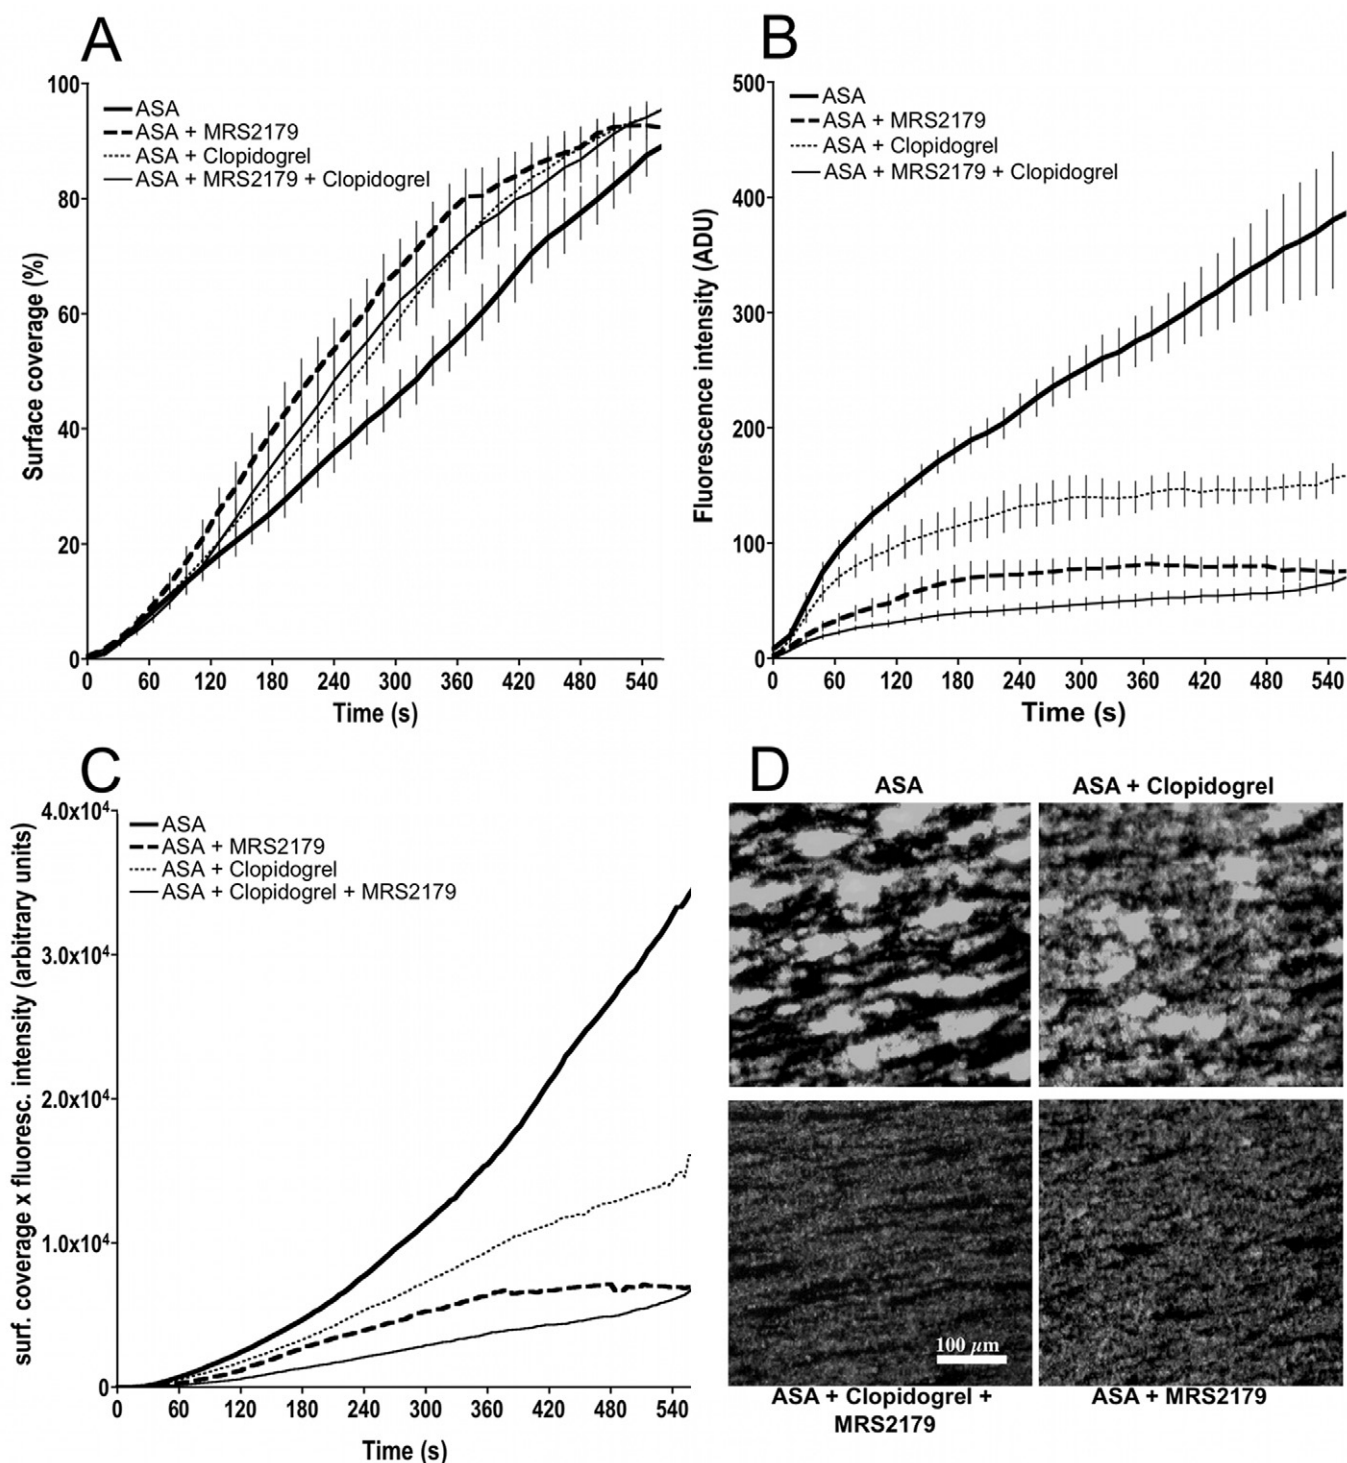 A
100
80
60
40
20
0
ASA
ASA + MRS2179
ASA + Clopidogrel
ASA + MRS2179 + Clopidogrel
Surface coverage (%)
0 60 120 180 240 300 360 420 480 540
Time (s)
B
500
400
300
200
100
0
ASA
ASA + MRS2179
ASA + Clopidogrel
ASA + MRS2179 + Clopidogrel
Fluorescence intensity (ADU)
0 60 120 180 240 300 360 420 480 540
Time (s)
C
4.0x10⁴
3.0x10⁴
2.0x10⁴
1.0x10⁴
0
ASA
ASA + MRS2179
ASA + Clopidogrel
ASA + Clopidogrel + MRS2179
surf. coverage x fluoresc. intensity (arbitrary units)
0 60 120 180 240 300 360 420 480 540
Time (s)
D
ASA
ASA + Clopidogrel
100 µm
ASA + Clopidogrel +
MRS2179
ASA + MRS2179